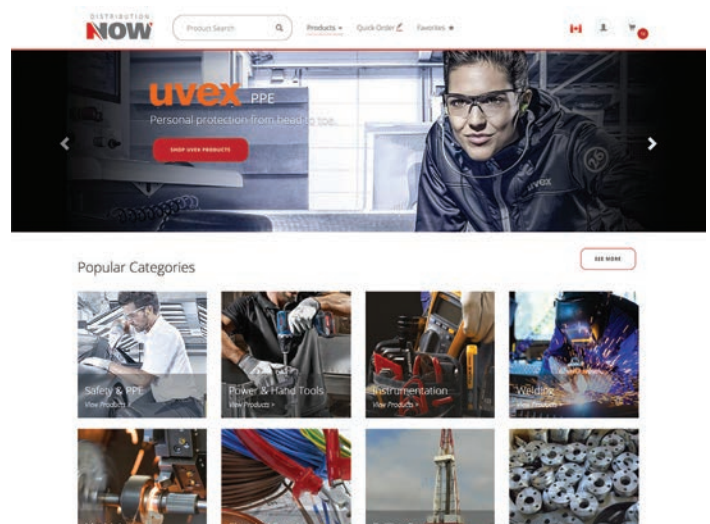 DISTRIBUTION
NOW
Product Search
Products
Quick Order
Favorites
uvex PPE
Personal protection from head to toe.
SHOP UVEX PRODUCTS
uvex
Popular Categories
SEE MORE
Safety & PPE
View Products >
Power & Hand Tools
View Products >
Instrumentation
View Products >
Welding
View Products